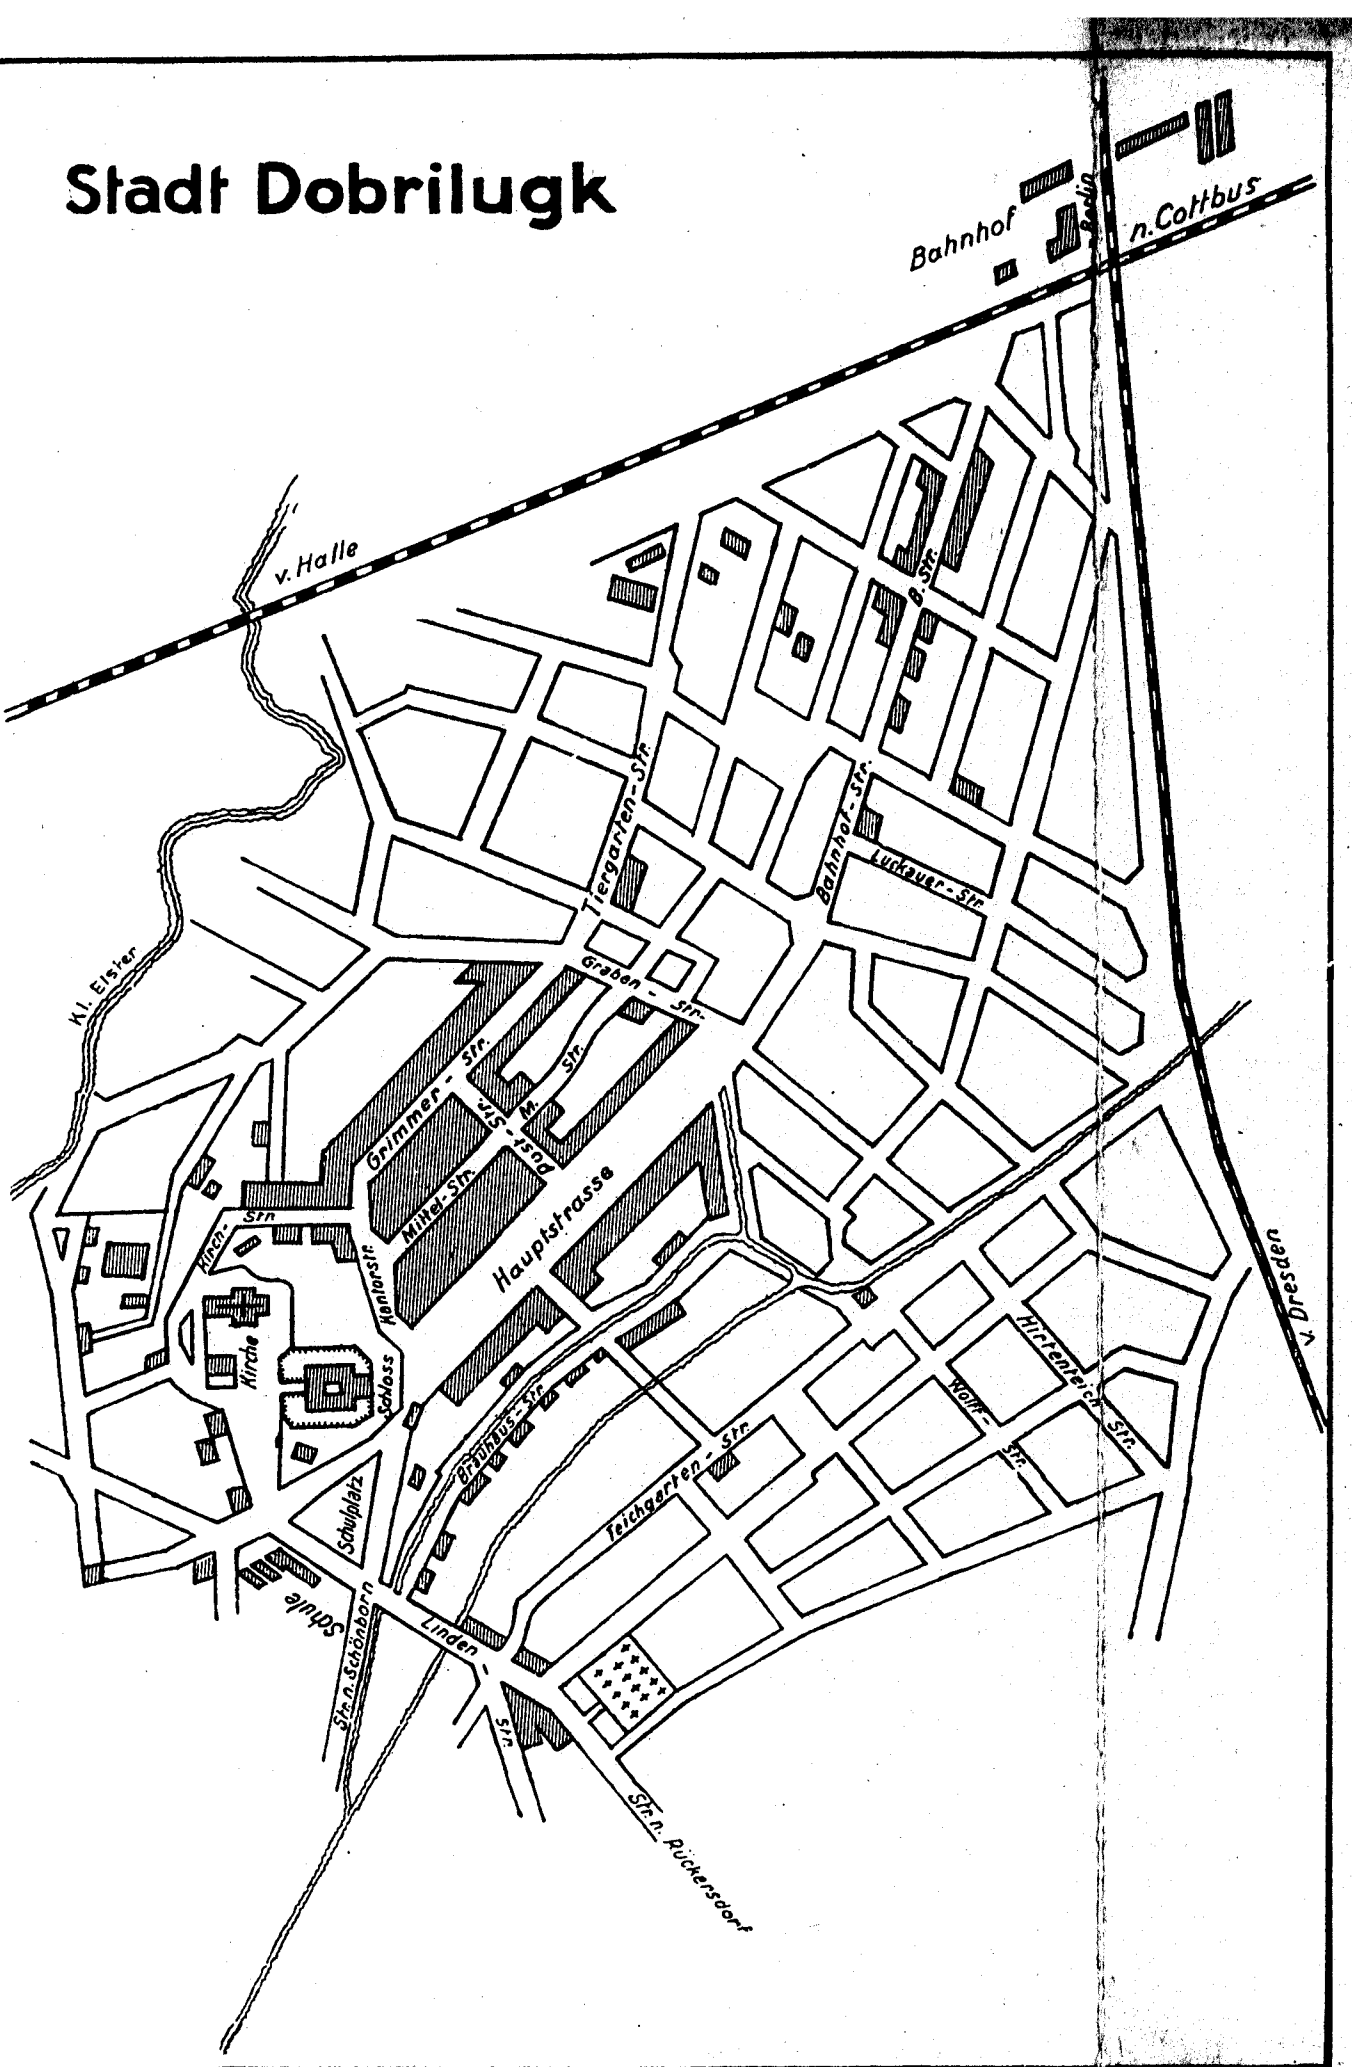 Stadt Dobrilugk
Bahnhof
Berlin
n. Cottbus
v. Halle
B. Str.
Tiergarten - Str.
Bahnhof - Str.
Luckauer - Str.
Kl. Elster
Graben - Str.
Grimmer - Str.
M. Str.
Pust - Str.
Mittel - Str.
Hauptstrasse
Kirch - Str.
Kantorstr.
Kirche
Schloss
v. Dresden
Hirtenteich Str.
Wolff - Str.
Brauhaus - Str.
Teichgarten - Str.
Schulplatz
Schule
Str. n. Schönborn
Linden - Str.
Str. n. Rückersdorf